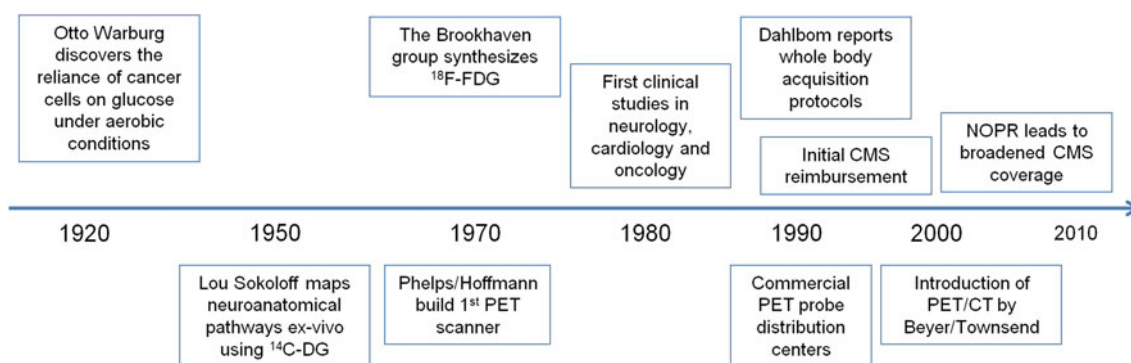 Otto Warburg
discovers the
reliance of cancer
cells on glucose
under aerobic
conditions
The Brookhaven
group synthesizes
¹⁸F-FDG
First clinical
studies in
neurology,
cardiology and
oncology
Dahlbom reports
whole body
acquisition
protocols
Initial CMS
reimbursement
NOPR leads to
broadened CMS
coverage
1920 1950 1970 1980 1990 2000 2010
Lou Sokoloff maps
neuroanatomical
pathways ex-vivo
using ¹⁴C-DG
Phelps/Hoffmann
build 1ˢᵗ PET
scanner
Commercial
PET probe
distribution
centers
Introduction of
PET/CT by
Beyer/Townsend